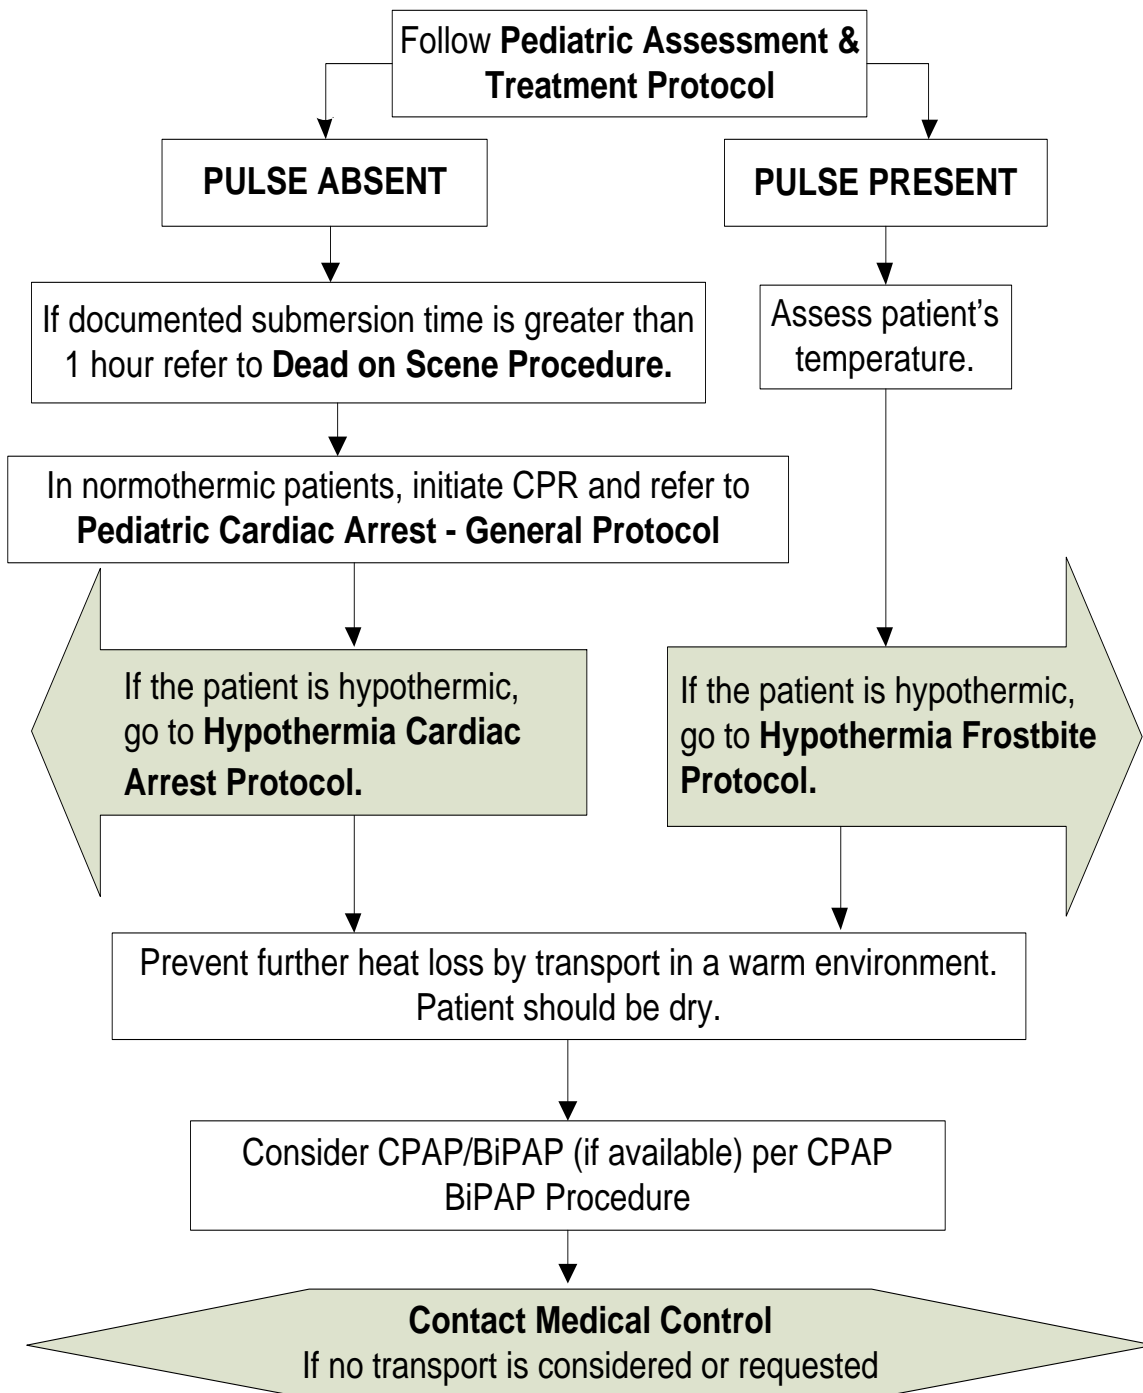 Follow Pediatric Assessment &
Treatment Protocol
PULSE ABSENT
PULSE PRESENT
If documented submersion time is greater than
1 hour refer to Dead on Scene Procedure.
Assess patient’s
temperature.
In normothermic patients, initiate CPR and refer to
Pediatric Cardiac Arrest - General Protocol
If the patient is hypothermic,
go to Hypothermia Cardiac
Arrest Protocol.
If the patient is hypothermic,
go to Hypothermia Frostbite
Protocol.
Prevent further heat loss by transport in a warm environment.
Patient should be dry.
Consider CPAP/BiPAP (if available) per CPAP
BiPAP Procedure
Contact Medical Control
If no transport is considered or requested